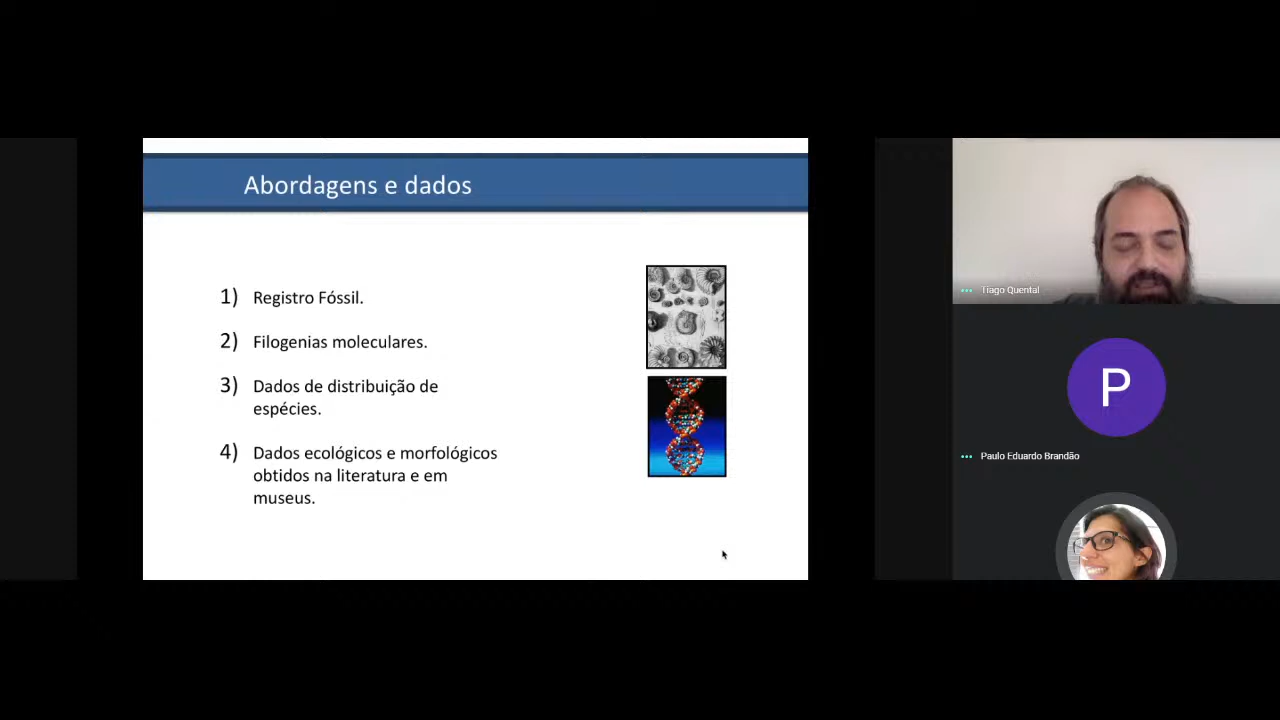 Abordagens e dados
1) Registro Fóssil.
2) Filogenias moleculares.
3) Dados de distribuição de
espécies.
4) Dados ecológicos e morfológicos
obtidos na literatura e em
museus.
Tiago Quental
P
Paulo Eduardo Brandão